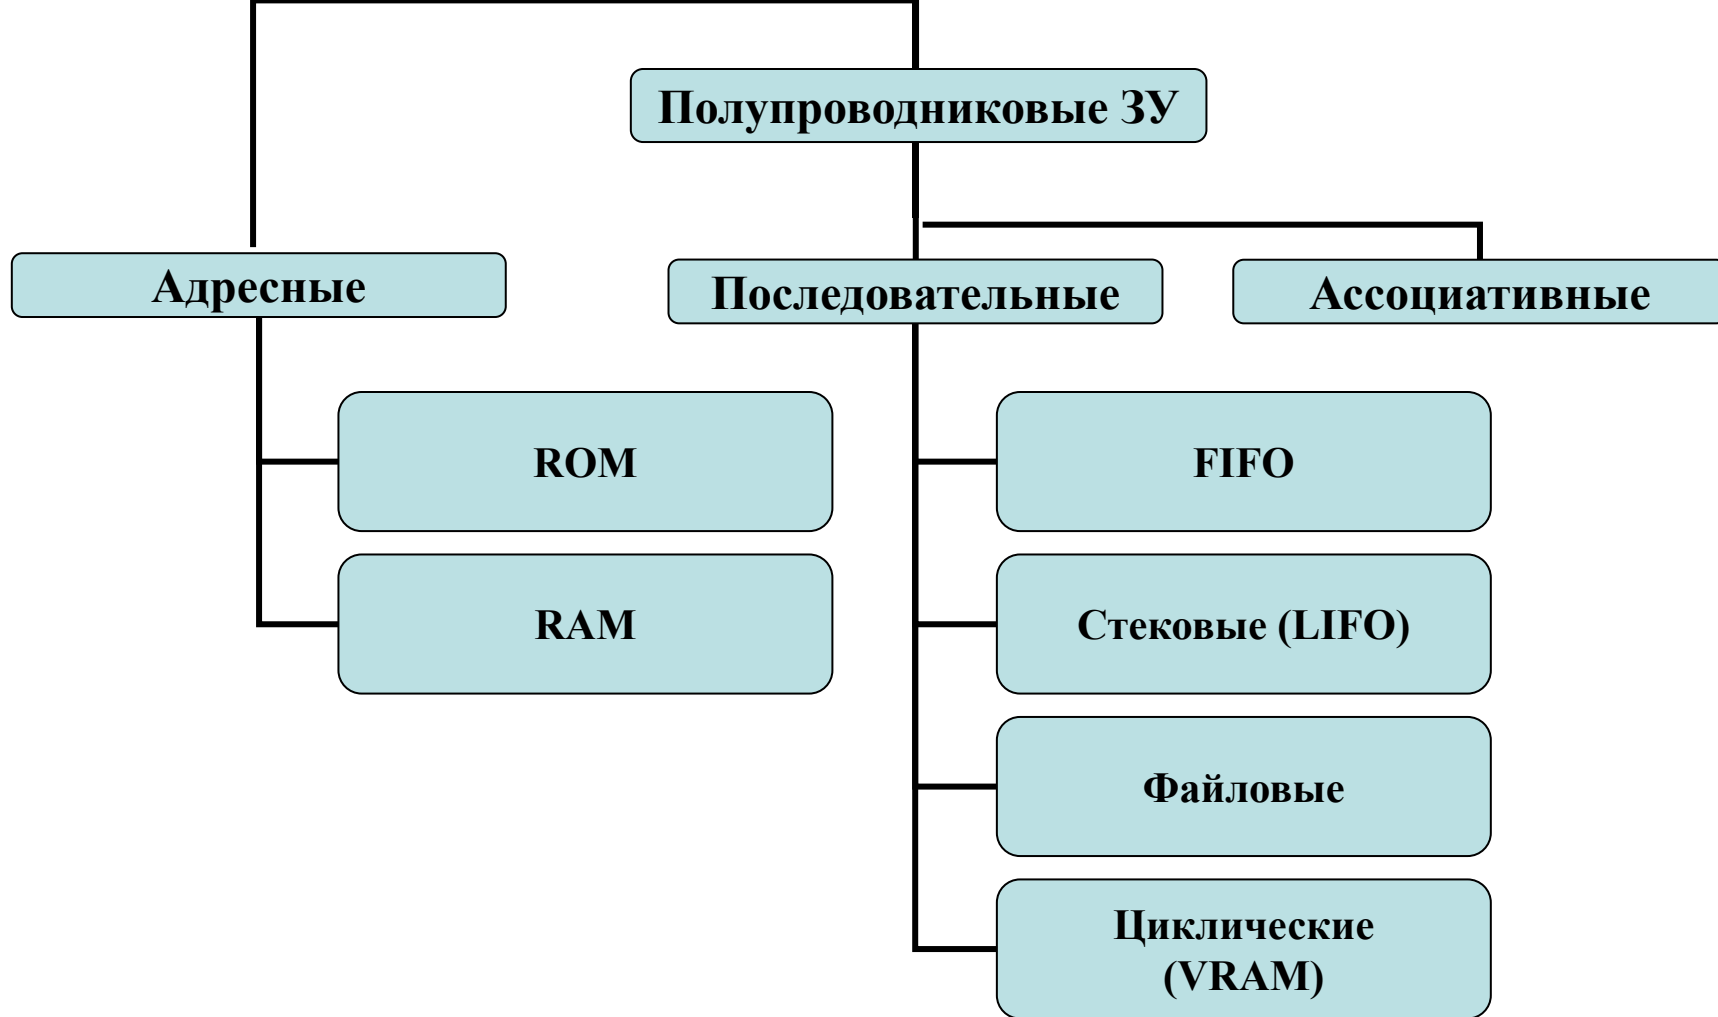 Полупроводниковые ЗУ
Адресные
Последовательные
Ассоциативные
ROM
RAM
FIFO
Стековые (LIFO)
Файловые
Циклические
(VRAM)